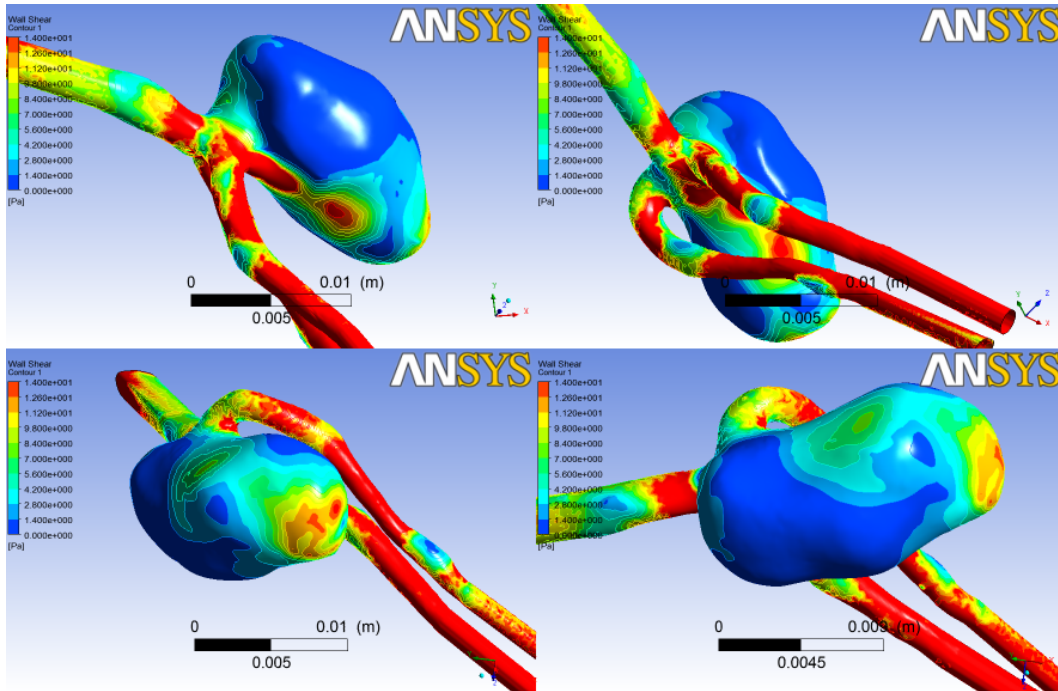 ANSYS
Wall Shear
Contour 1
1.400e+001
1.260e+001
1.120e+001
9.800e+000
8.400e+000
7.000e+000
5.600e+000
4.200e+000
2.800e+000
1.400e+000
0.000e+000
[Pa]
0 0.01 (m)
0.005
Y
X
Z
ANSYS
Wall Shear
Contour 1
1.400e+001
1.260e+001
1.120e+001
9.800e+000
8.400e+000
7.000e+000
5.600e+000
4.200e+000
2.800e+000
1.400e+000
0.000e+000
[Pa]
0 0.01 (m)
0.005
Y
Z
X
ANSYS
Wall Shear
Contour 1
1.400e+001
1.260e+001
1.120e+001
9.800e+000
8.400e+000
7.000e+000
5.600e+000
4.200e+000
2.800e+000
1.400e+000
0.000e+000
[Pa]
0 0.01 (m)
0.005
Z
ANSYS
Wall Shear
Contour 1
1.400e+001
1.260e+001
1.120e+001
9.800e+000
8.400e+000
7.000e+000
5.600e+000
4.200e+000
2.800e+000
1.400e+000
0.000e+000
[Pa]
0 0.009 (m)
0.0045
X